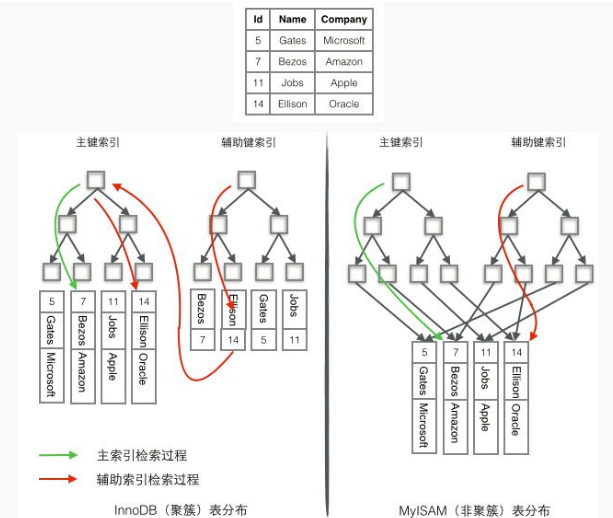 Id Name Company
5 Gates Microsoft
7 Bezos Amazon
11 Jobs Apple
14 Ellison Oracle
主键索引 辅助键索引 主键索引 辅助键索引
5 7 11 14
Gates Bezos Jobs Ellison
Microsoft Amazon Apple Oracle
Bezos Ellison Gates Jobs
7 14 5 11
5 7 11 14
Gates Bezos Jobs Ellison
Microsoft Amazon Apple Oracle
主索引检索过程
辅助索引检索过程
InnoDB（聚簇）表分布 MyISAM（非聚簇）表分布